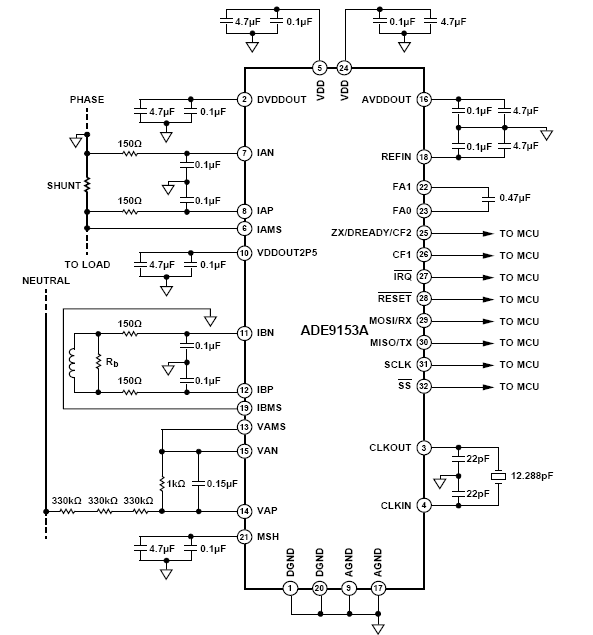 4.7µF 0.1µF 0.1µF 4.7µF
5 24
VDD VDD
PHASE
2 DVDDOUT AVDDOUT 16
4.7µF 0.1µF 0.1µF 4.7µF
150Ω 7 IAN
0.1µF 0.1µF 4.7µF
REFIN 18
SHUNT
FA1 22
0.1µF 0.47µF
150Ω 8 IAP FA0 23
6 IAMS ZX/DREADY/CF2 25 TO MCU
10 VDDOUT2P5 CF1 26 TO MCU
TO LOAD 4.7µF 0.1µF
NEUTRAL IRQ 27 TO MCU
RESET 28 TO MCU
MOSI/RX 29 TO MCU
150Ω 11 IBN ADE9153A
0.1µF MISO/TX 30 TO MCU
Rb SCLK 31 TO MCU
150Ω 0.1µF
12 IBP SS 32 TO MCU
19 IBMS
13 VAMS
15 VAN CLKOUT 3
22pF
1kΩ 0.15µF 12.288pF
22pF
330kΩ 330kΩ 330kΩ
14 VAP CLKIN 4
21 MSH
4.7µF 0.1µF
DGND DGND AGND AGND
1 20 9 17